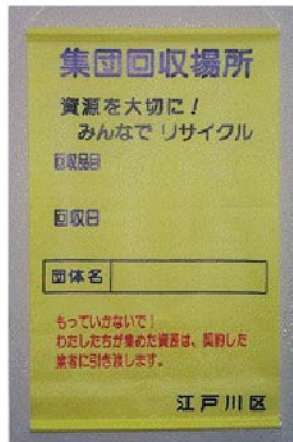 集団回収場所
資源を大切に！
みんなで リサイクル
回収品目
回収日
団体名
もっていかないで！
わたしたちが集めた資源は、契約した
業者に引き渡します。
江戸川区